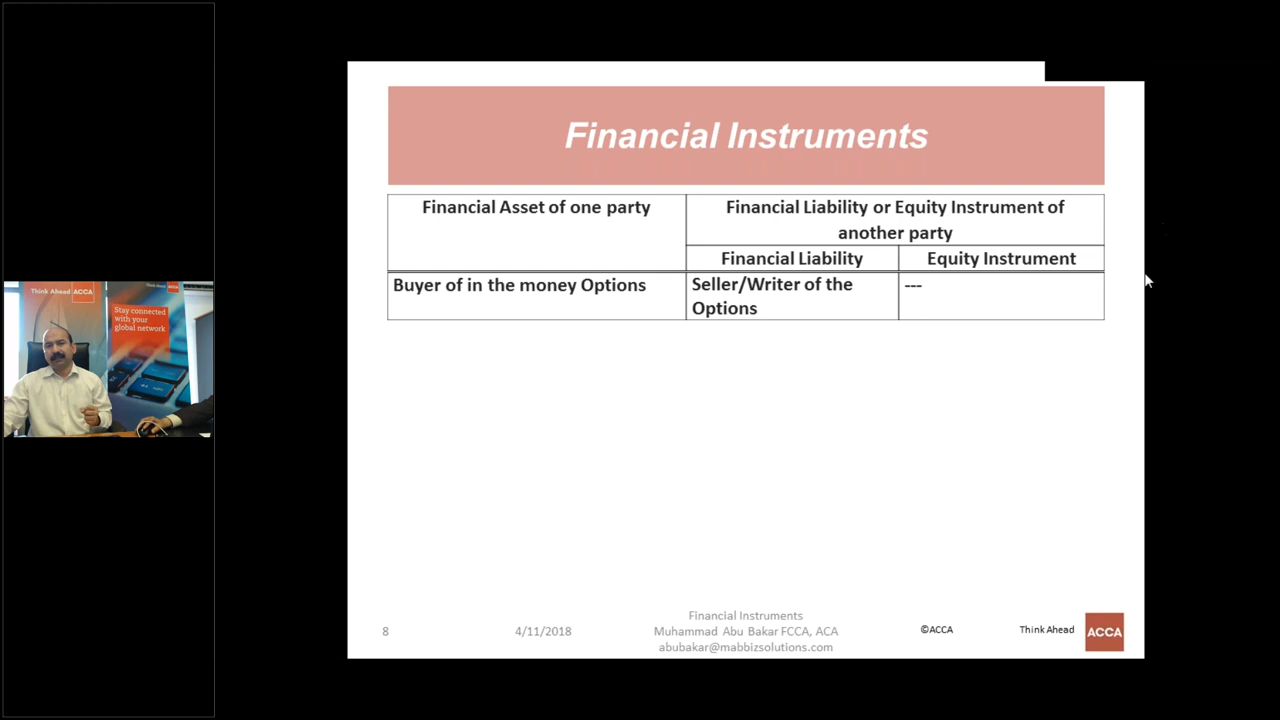 Think Ahead ACCA
Think Ahead ACCA
Stay connected
with your
global network
Financial Instruments
Financial Asset of one party
Financial Liability or Equity Instrument of
another party
Financial Liability
Equity Instrument
Buyer of in the money Options
Seller/Writer of the
Options
---
8
4/11/2018
Financial Instruments
Muhammad Abu Bakar FCCA, ACA
abubakar@mabbizsolutions.com
©ACCA
Think Ahead
ACCA